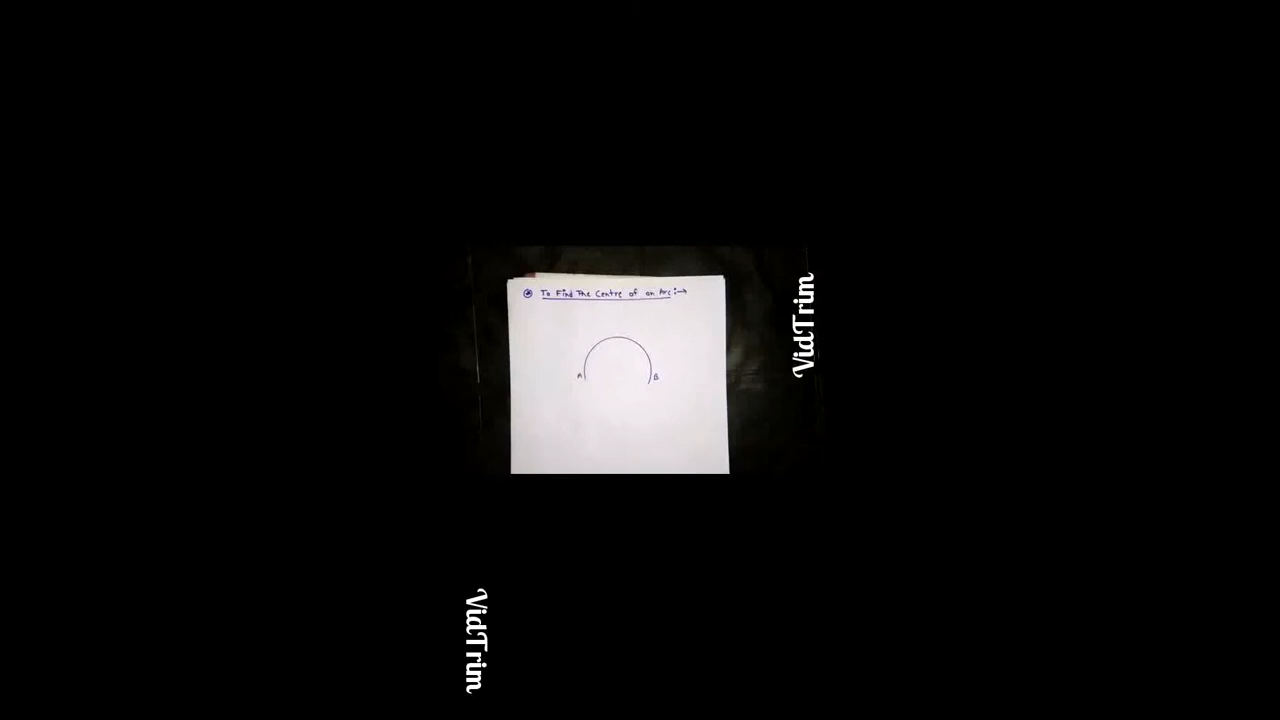 To Find The Centre of an Arc :→
A
B
VidTrim
VidTrim